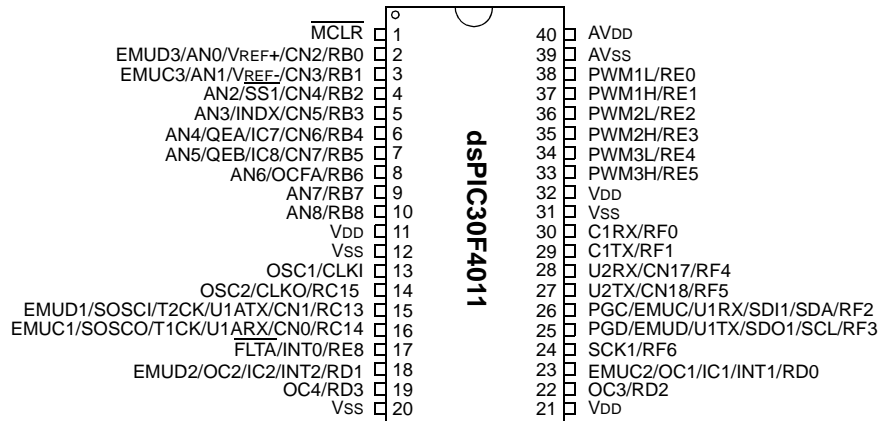 MCLR 1 40 AVDD
EMUD3/AN0/VREF+/CN2/RB0 2 39 AVSS
EMUC3/AN1/VREF-/CN3/RB1 3 38 PWM1L/RE0
AN2/SS1/CN4/RB2 4 37 PWM1H/RE1
AN3/INDX/CN5/RB3 5 36 PWM2L/RE2
AN4/QEA/IC7/CN6/RB4 6 35 PWM2H/RE3
AN5/QEB/IC8/CN7/RB5 7 34 PWM3L/RE4
AN6/OCFA/RB6 8 33 PWM3H/RE5
AN7/RB7 9 32 VDD
AN8/RB8 10 31 VSS
VDD 11 30 C1RX/RF0
VSS 12 29 C1TX/RF1
OSC1/CLKI 13 28 U2RX/CN17/RF4
OSC2/CLKO/RC15 14 27 U2TX/CN18/RF5
EMUD1/SOSCI/T2CK/U1ATX/CN1/RC13 15 26 PGC/EMUC/U1RX/SDI1/SDA/RF2
EMUC1/SOSCO/T1CK/U1ARX/CN0/RC14 16 25 PGD/EMUD/U1TX/SDO1/SCL/RF3
FLTA/INT0/RE8 17 24 SCK1/RF6
EMUD2/OC2/IC2/INT2/RD1 18 23 EMUC2/OC1/IC1/INT1/RD0
OC4/RD3 19 22 OC3/RD2
VSS 20 21 VDD
dsPIC30F4011